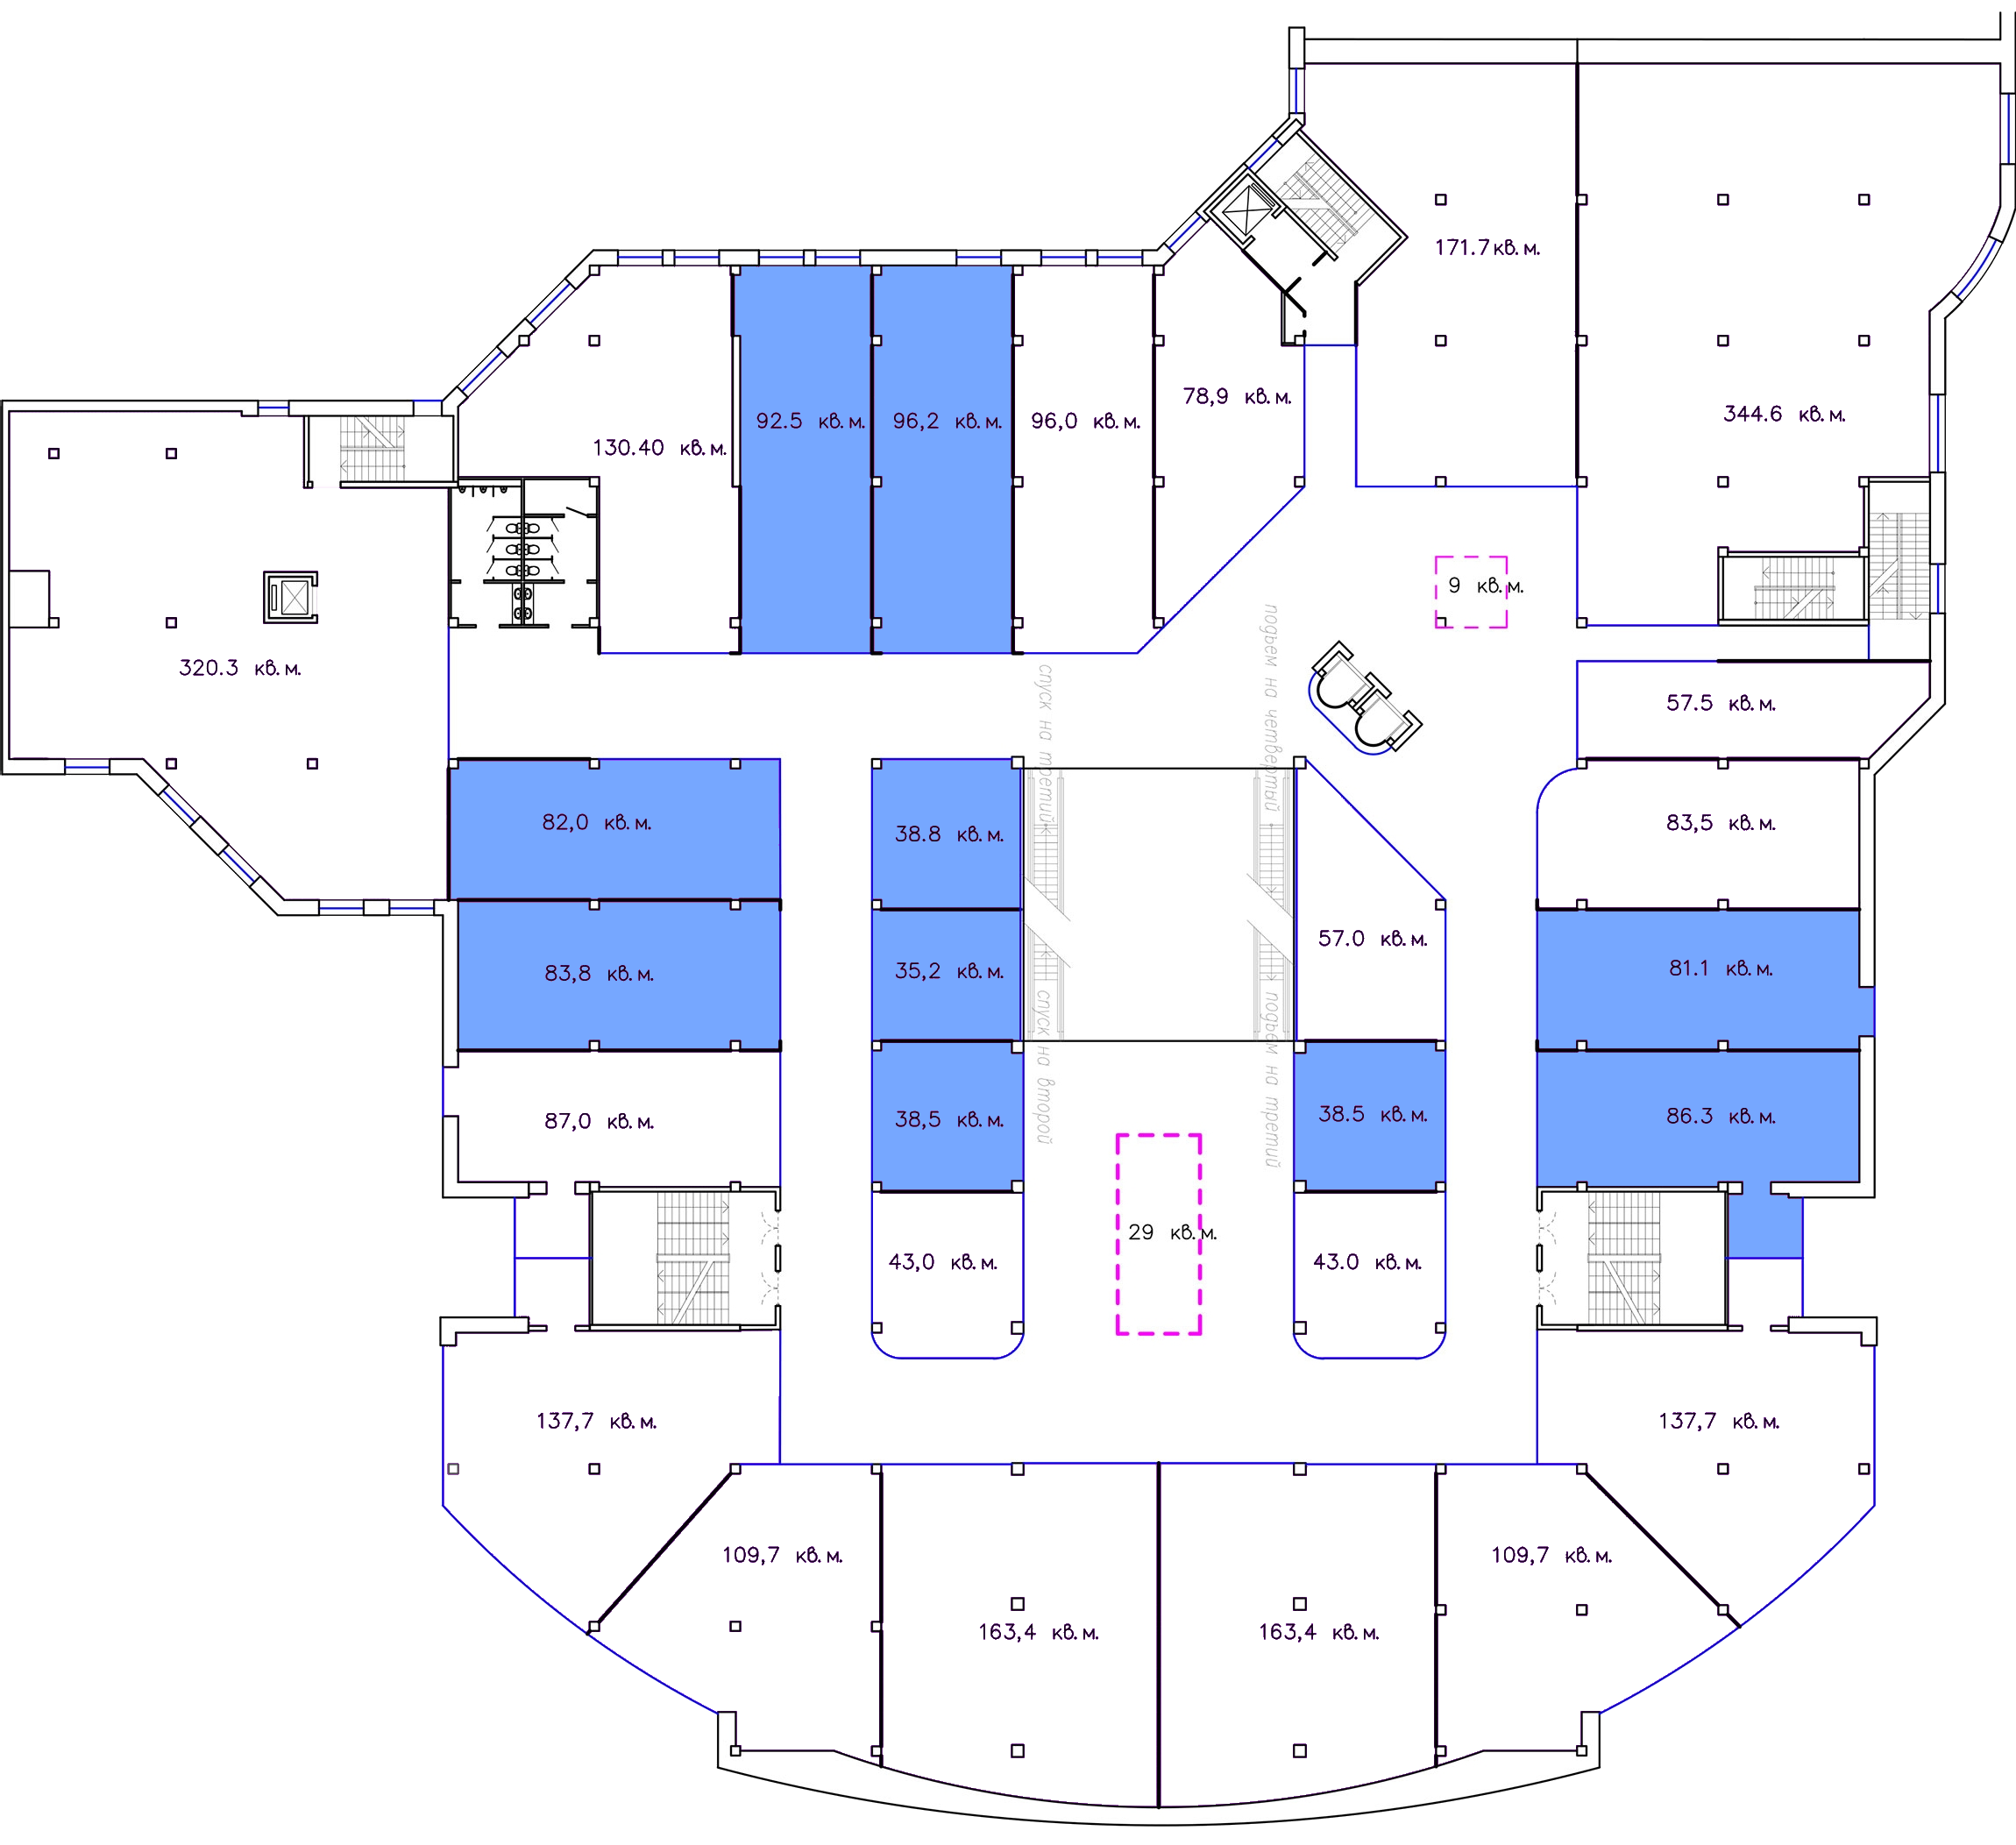 171.7кв.м.
78,9 кв.м.
344.6 кв.м.
92.5 кв.м.
96,2 кв.м.
96,0 кв.м.
130.40 кв.м.
9 кв.м.
320.3 кв.м.
57.5 кв.м.
спуск на третий
подьем на четвертый
82,0 кв.м.
38.8 кв.м.
83,5 кв.м.
57.0 кв.м.
83,8 кв.м.
35,2 кв.м.
81.1 кв.м.
спуск на второй
подьем на третий
87,0 кв.м.
38,5 кв.м.
38.5 кв.м.
86.3 кв.м.
29 кв.м.
43,0 кв.м.
43.0 кв.м.
137,7 кв.м.
137,7 кв.м.
109,7 кв.м.
109,7 кв.м.
163,4 кв.м.
163,4 кв.м.